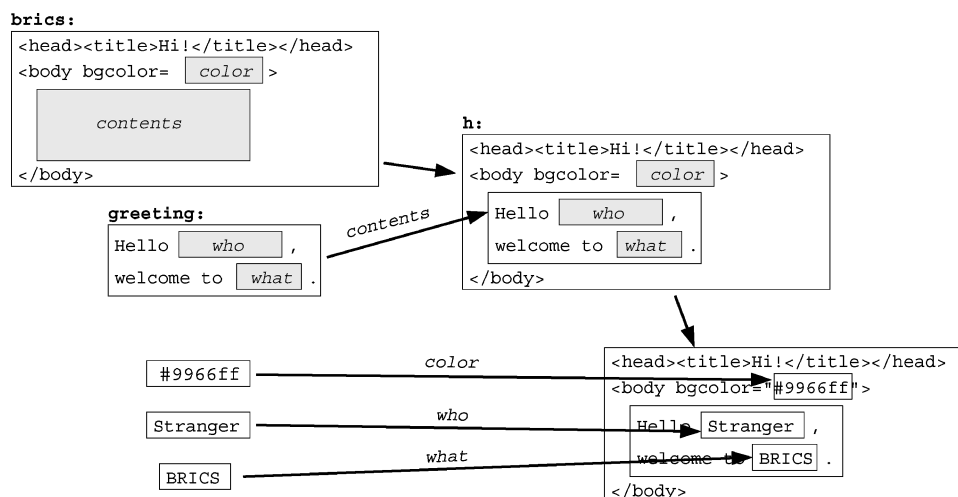 brics:
<head><title>Hi!</title></head>
<body bgcolor= color >
contents
</body>
greeting:
Hello who ,
welcome to what .
contents
h:
<head><title>Hi!</title></head>
<body bgcolor= color >
Hello who ,
welcome to what .
</body>
#9966ff
color
Stranger
who
BRICS
what
<head><title>Hi!</title></head>
<body bgcolor="#9966ff">
Hello Stranger ,
welcome to BRICS .
</body>